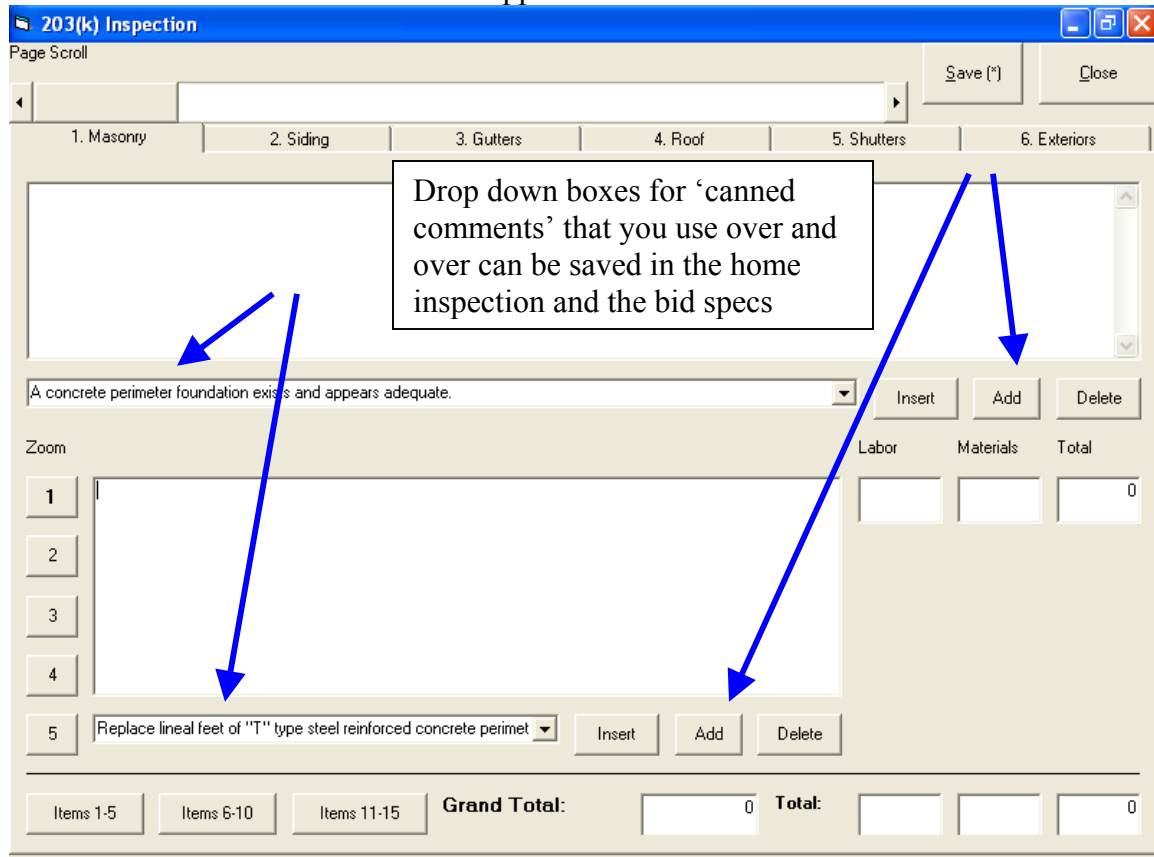 203(k) Inspection
Page Scroll
Save (*)
Close
1. Masonry
2. Siding
3. Gutters
4. Roof
5. Shutters
6. Exteriors
Drop down boxes for ‘canned
comments’ that you use over and
over can be saved in the home
inspection and the bid specs
A concrete perimeter foundation exists and appears adequate.
Insert
Add
Delete
Zoom
Labor
Materials
Total
1
0
2
3
4
5
Replace lineal feet of "T" type steel reinforced concrete perimet
Insert
Add
Delete
Items 1-5
Items 6-10
Items 11-15
Grand Total:
0
Total:
0